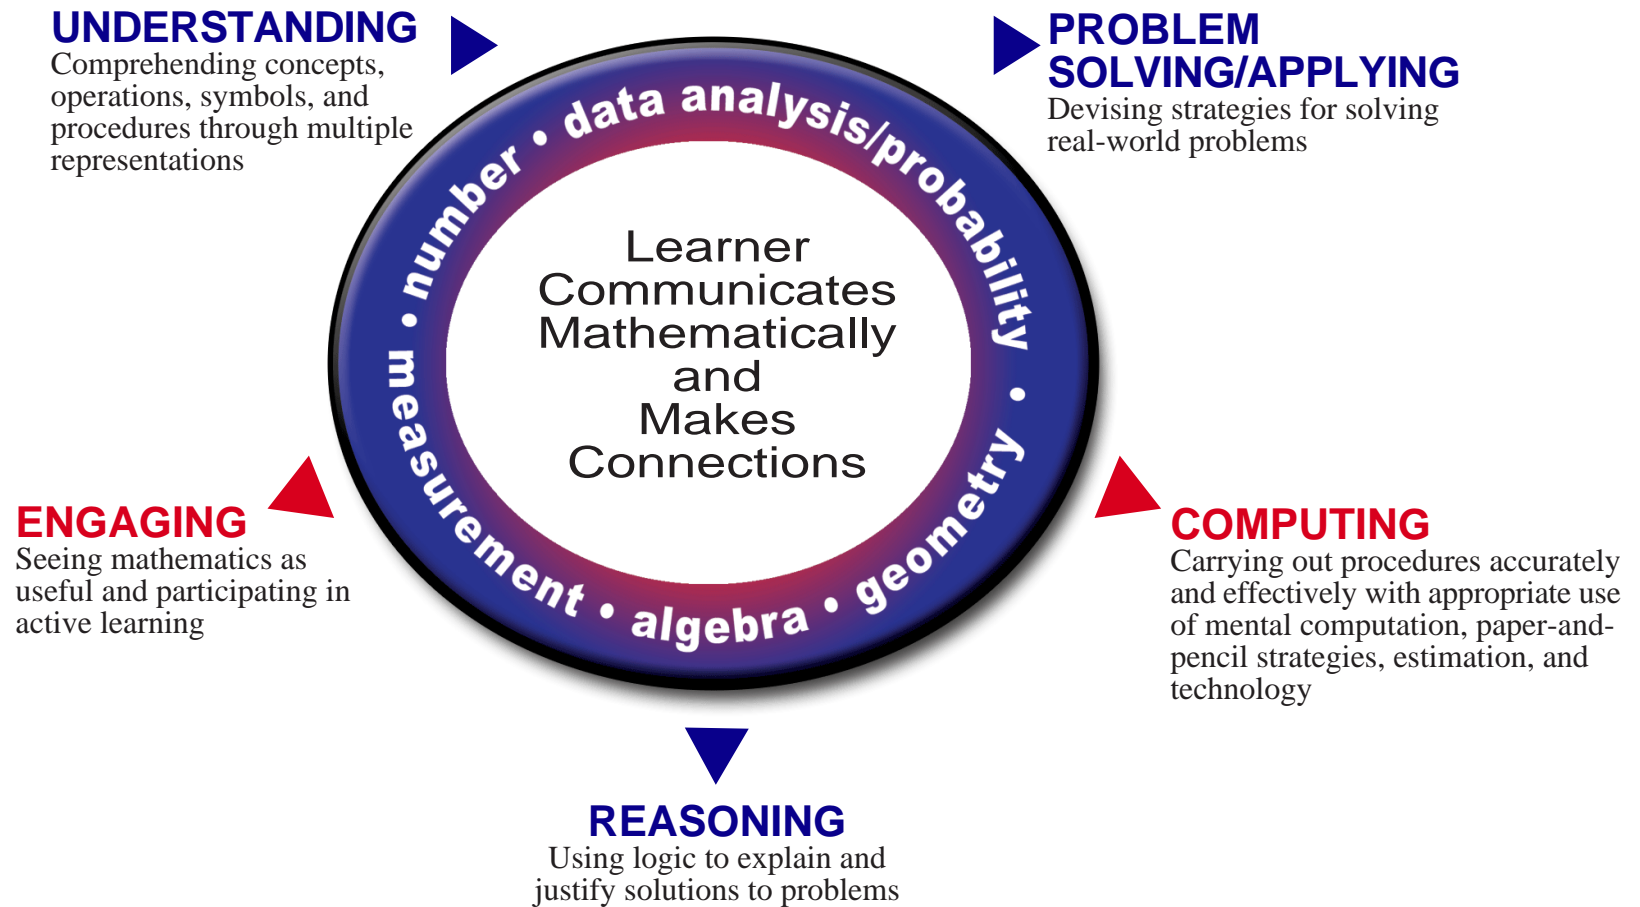 UNDERSTANDING
Comprehending concepts,
operations, symbols, and
procedures through multiple
representations
PROBLEM
SOLVING/APPLYING
Devising strategies for solving
real-world problems
measurement • number • data analysis/probability •
geometry • algebra •
Learner
Communicates
Mathematically
and
Makes
Connections
ENGAGING
Seeing mathematics as
useful and participating in
active learning
COMPUTING
Carrying out procedures accurately
and effectively with appropriate use
of mental computation, paper-and-
pencil strategies, estimation, and
technology
REASONING
Using logic to explain and
justify solutions to problems